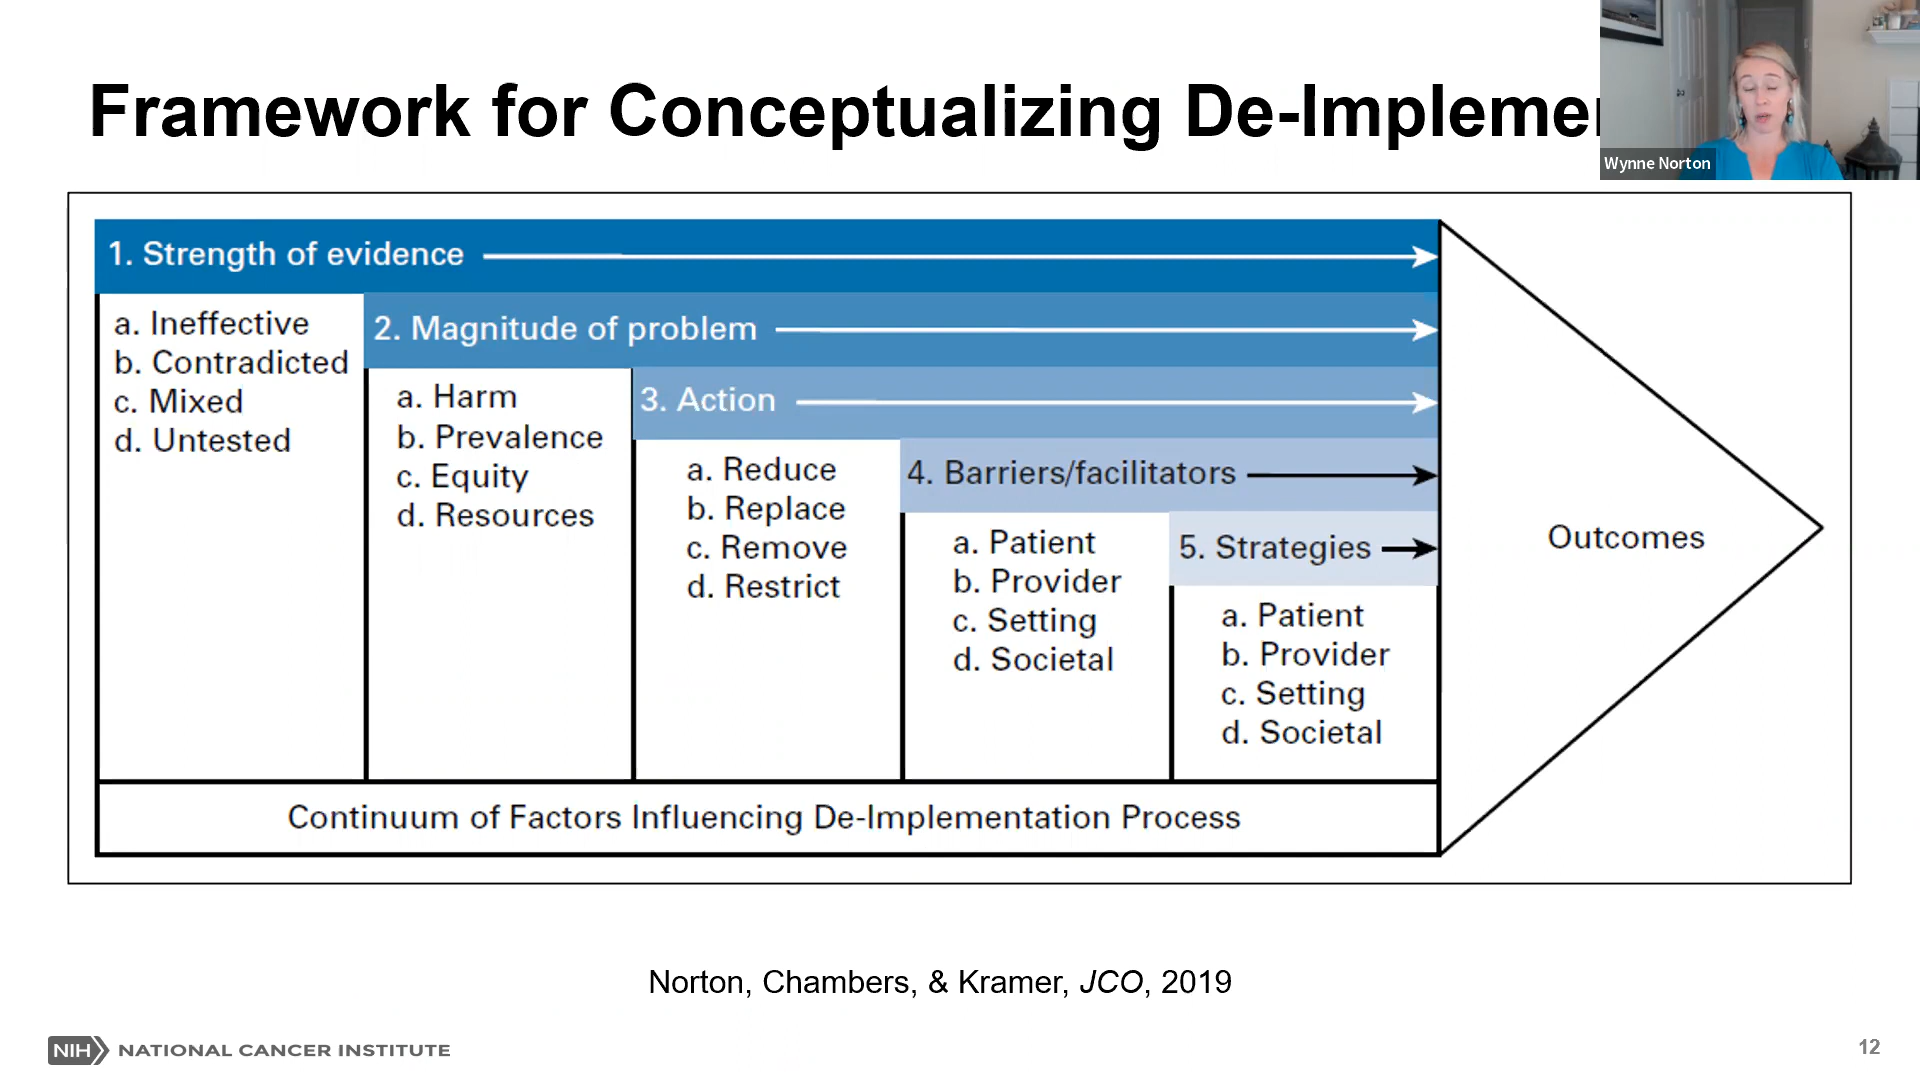 Framework for Conceptualizing De-Impleme
Wynne Norton
1. Strength of evidence
a. Ineffective
b. Contradicted
c. Mixed
d. Untested
2. Magnitude of problem
a. Harm
b. Prevalence
c. Equity
d. Resources
3. Action
a. Reduce
b. Replace
c. Remove
d. Restrict
4. Barriers/facilitators
a. Patient
b. Provider
c. Setting
d. Societal
5. Strategies
a. Patient
b. Provider
c. Setting
d. Societal
Outcomes
Continuum of Factors Influencing De-Implementation Process
Norton, Chambers, & Kramer, JCO, 2019
NIH NATIONAL CANCER INSTITUTE
12